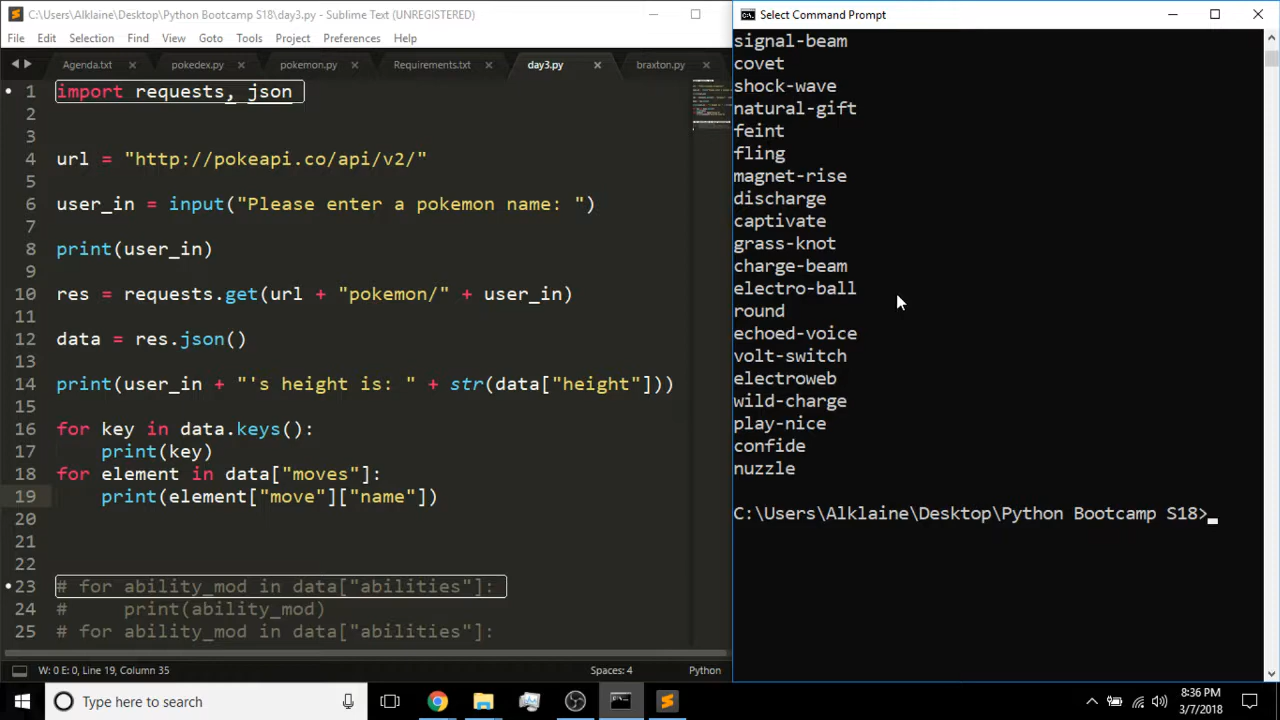 C:\Users\Alklaine\Desktop\Python Bootcamp S18\day3.py - Sublime Text (UNREGISTERED)
File Edit Selection Find View Goto Tools Project Preferences Help
Agenda.txt pokedex.py pokemon.py Requirements.txt day3.py braxton.py
1 import requests, json
2
3
4 url = "http://pokeapi.co/api/v2/"
5
6 user_in = input("Please enter a pokemon name: ")
7
8 print(user_in)
9
10 res = requests.get(url + "pokemon/" + user_in)
11
12 data = res.json()
13
14 print(user_in + "'s height is: " + str(data["height"]))
15
16 for key in data.keys():
17     print(key)
18 for element in data["moves"]:
19     print(element["move"]["name"])
20
21
22
23 # for ability_mod in data["abilities"]:
24 #     print(ability_mod)
25 # for ability_mod in data["abilities"]:
W: 0 E: 0, Line 19, Column 35 Spaces: 4 Python
Select Command Prompt
signal-beam
covet
shock-wave
natural-gift
feint
fling
magnet-rise
discharge
captivate
grass-knot
charge-beam
electro-ball
round
echoed-voice
volt-switch
electroweb
wild-charge
play-nice
confide
nuzzle
C:\Users\Alklaine\Desktop\Python Bootcamp S18>
Type here to search
8:36 PM
3/7/2018